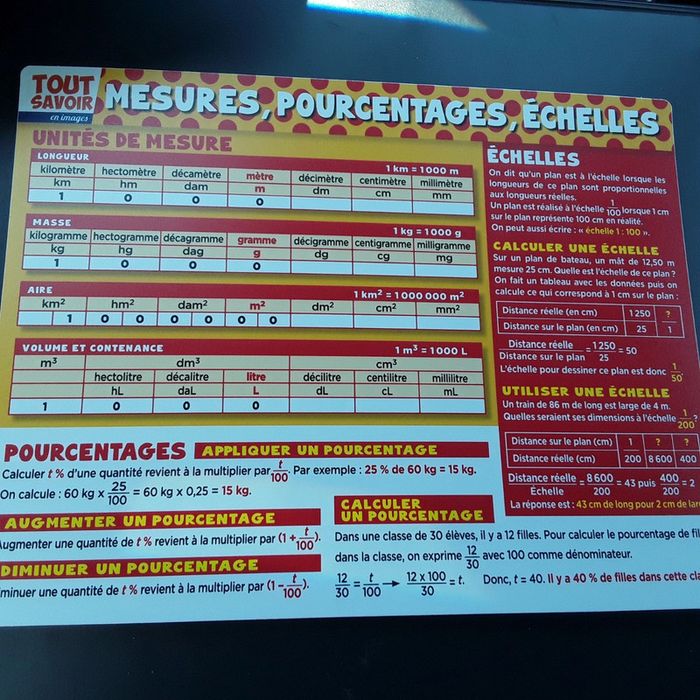 TOUT
SAVOIR
en images
MESURES, POURCENTAGES, ÉCHELLES
UNITÉS DE MESURE
LONGUEUR 1 km = 1000 m
kilomètre hectomètre décamètre mètre décimètre centimètre millimètre
km hm dam m dm cm mm
1 0 0 0
MASSE 1 kg = 1000 g
kilogramme hectogramme décagramme gramme décigramme centigramme milligramme
kg hg dag g dg cg mg
1 0 0 0
AIRE 1 km² = 1 000 000 m²
km² hm² dam² m² dm² cm² mm²
1 0 0 0 0 0 0
VOLUME ET CONTENANCE 1 m³ = 1000 L
m³ dm³ cm³
hectolitre décalitre litre décilitre centilitre millilitre
hL daL L dL cL mL
1 0 0 0
ÉCHELLES
On dit qu'un plan est à l'échelle lorsque les
longueurs de ce plan sont proportionnelles
aux longueurs réelles.
Un plan est réalisé à l'échelle 1/100 lorsque 1 cm
sur le plan représente 100 cm en réalité.
On peut aussi écrire : « échelle 1 : 100 ».
CALCULER UNE ÉCHELLE
Sur un plan de bateau, un mât de 12,50 m
mesure 25 cm. Quelle est l'échelle de ce plan ?
On fait un tableau avec les données puis on
calcule ce qui correspond à 1 cm sur le plan :
Distance réelle (en cm) 1 250 ?
Distance sur le plan (en cm) 25 1
Distance réelle / Distance sur le plan = 1 250 / 25 = 50
L'échelle pour dessiner ce plan est donc 1/50
UTILISER UNE ÉCHELLE
Un train de 86 m de long est large de 4 m.
Quelles seraient ses dimensions à l'échelle 1/200 ?
Distance sur le plan (cm) 1 ? ?
Distance réelle (cm) 200 8 600 400
Distance réelle / Échelle = 8 600 / 200 = 43 puis 400 / 200 = 2
La réponse est : 43 cm de long pour 2 cm de lar
POURCENTAGES
APPLIQUER UN POURCENTAGE
Calculer t % d'une quantité revient à la multiplier par t/100. Par exemple : 25 % de 60 kg = 15 kg.
On calcule : 60 kg x 25/100 = 60 kg x 0,25 = 15 kg.
AUGMENTER UN POURCENTAGE
Augmenter une quantité de t % revient à la multiplier par (1 + t/100).
DIMINUER UN POURCENTAGE
minuer une quantité de t % revient à la multiplier par (1 – t/100).
CALCULER
UN POURCENTAGE
Dans une classe de 30 élèves, il y a 12 filles. Pour calculer le pourcentage de fil
dans la classe, on exprime 12/30 avec 100 comme dénominateur.
12/30 = t/100 → 12 x 100 / 30 = t. Donc, t = 40. Il y a 40 % de filles dans cette cla